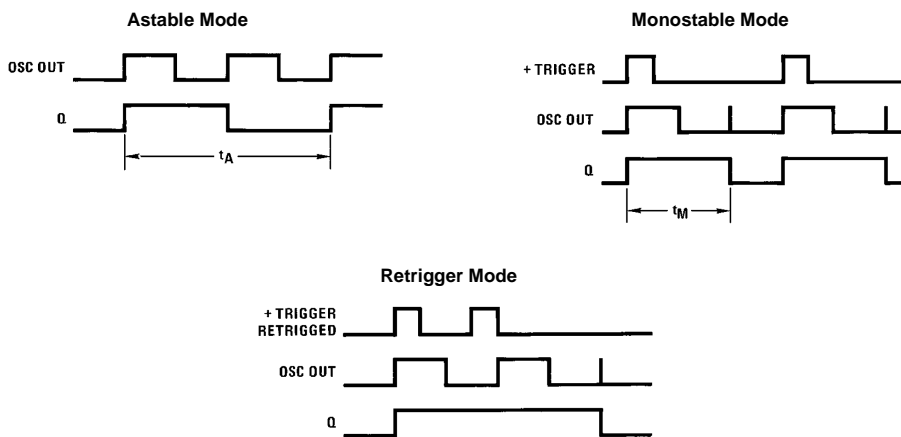 Astable Mode
OSC OUT
Q
tA
Monostable Mode
+ TRIGGER
OSC OUT
Q
tM
Retrigger Mode
+ TRIGGER
RETRIGGED
OSC OUT
Q